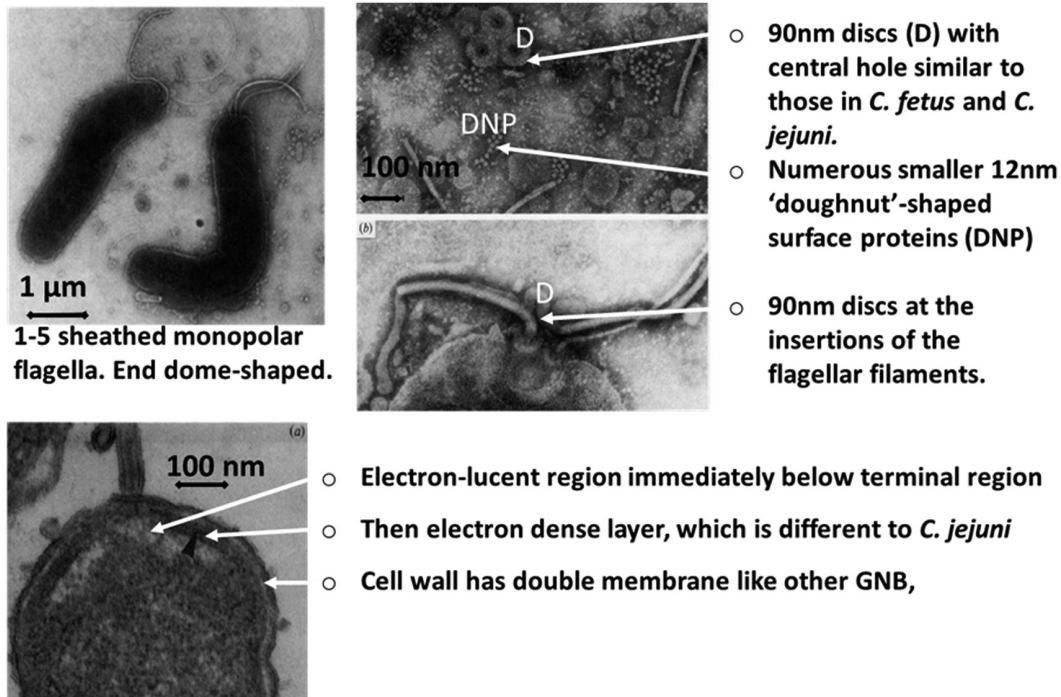 1 µm
1-5 sheathed monopolar
flagella. End dome-shaped.
D
DNP
100 nm
(b)
D
○ 90nm discs (D) with
central hole similar to
those in C. fetus and C.
jejuni.
○ Numerous smaller 12nm
‘doughnut’-shaped
surface proteins (DNP)
○ 90nm discs at the
insertions of the
flagellar filaments.
(a)
100 nm
○ Electron-lucent region immediately below terminal region
○ Then electron dense layer, which is different to C. jejuni
○ Cell wall has double membrane like other GNB,